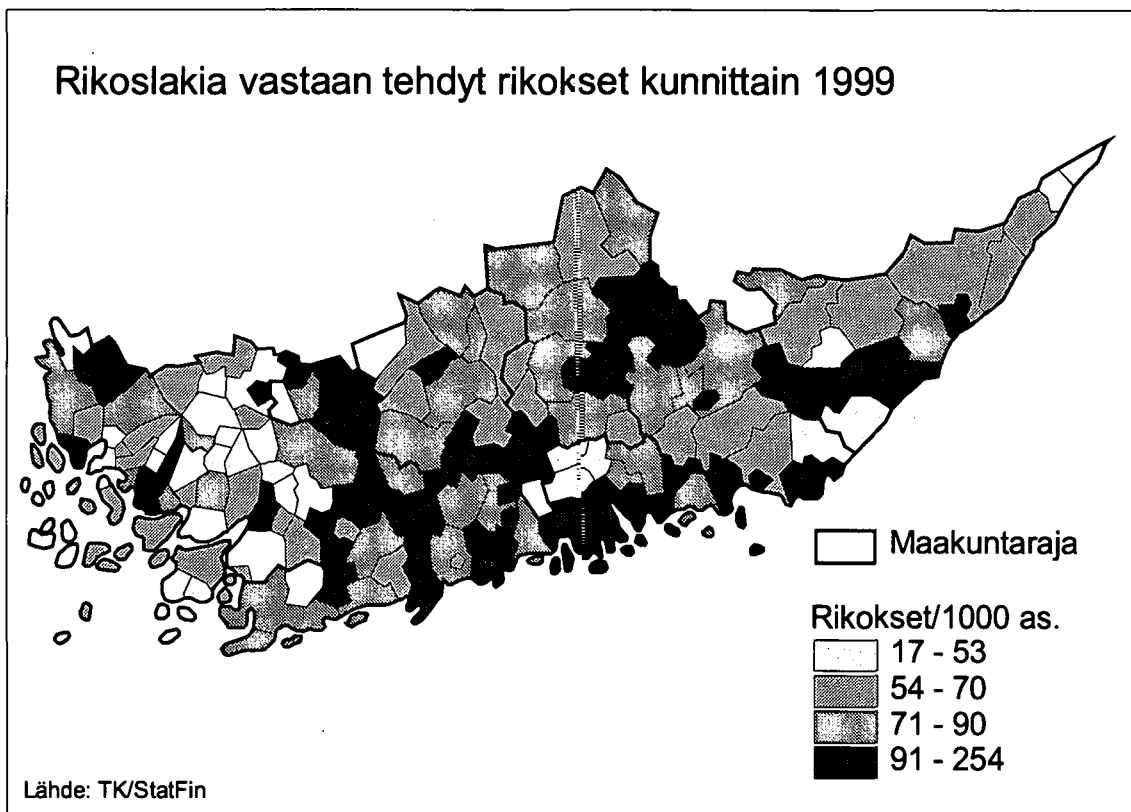 Rikoslakia vastaan tehdyt rikokset kunnittain 1999
Maakuntaraja
Rikokset/1000 as.
17 - 53
54 - 70
71 - 90
91 - 254
Lähde: TK/StatFin